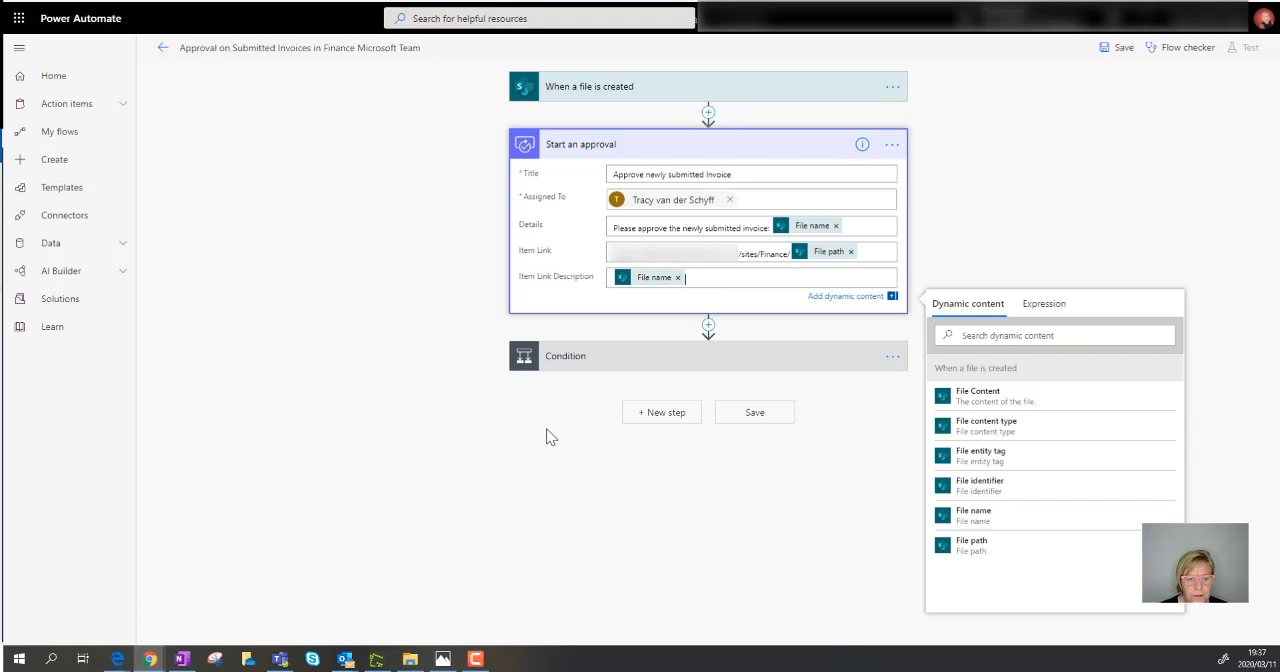 Power Automate
Search for helpful resources
Approval on Submitted Invoices in Finance Microsoft Team
Save
Flow checker
Test
Home
Action items
My flows
Create
Templates
Connectors
Data
AI Builder
Solutions
Learn
When a file is created
Start an approval
* Title
Approve newly submitted Invoice
* Assigned To
T Tracy van der Schyff
Details
Please approve the newly submitted invoice: File name
Item Link
/sites/Finance/ File path
Item Link Description
File name
Add dynamic content
Condition
+ New step
Save
Dynamic content
Expression
Search dynamic content
When a file is created
File Content
The content of the file.
File content type
File content type
File entity tag
File entity tag
File identifier
File identifier
File name
File name
File path
File path
19:37
2020/03/11